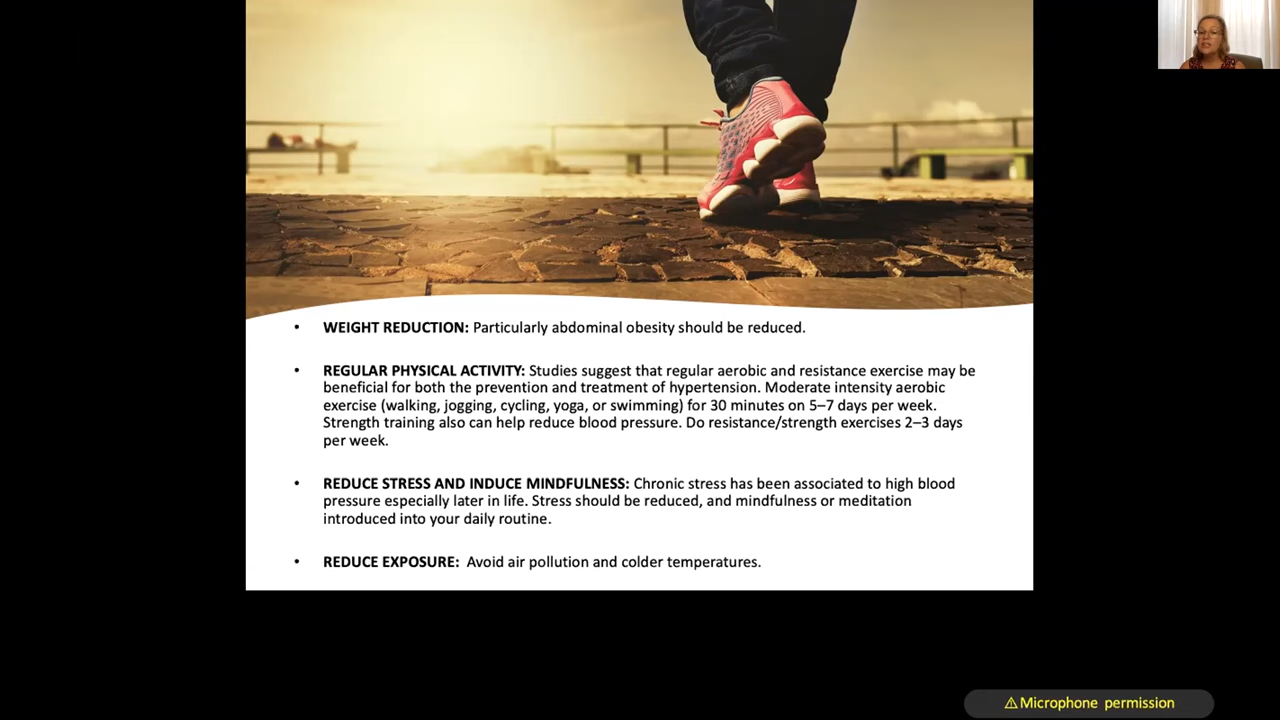 • WEIGHT REDUCTION: Particularly abdominal obesity should be reduced.
• REGULAR PHYSICAL ACTIVITY: Studies suggest that regular aerobic and resistance exercise may be
beneficial for both the prevention and treatment of hypertension. Moderate intensity aerobic
exercise (walking, jogging, cycling, yoga, or swimming) for 30 minutes on 5–7 days per week.
Strength training also can help reduce blood pressure. Do resistance/strength exercises 2–3 days
per week.
• REDUCE STRESS AND INDUCE MINDFULNESS: Chronic stress has been associated to high blood
pressure especially later in life. Stress should be reduced, and mindfulness or meditation
introduced into your daily routine.
• REDUCE EXPOSURE: Avoid air pollution and colder temperatures.
⚠Microphone permission